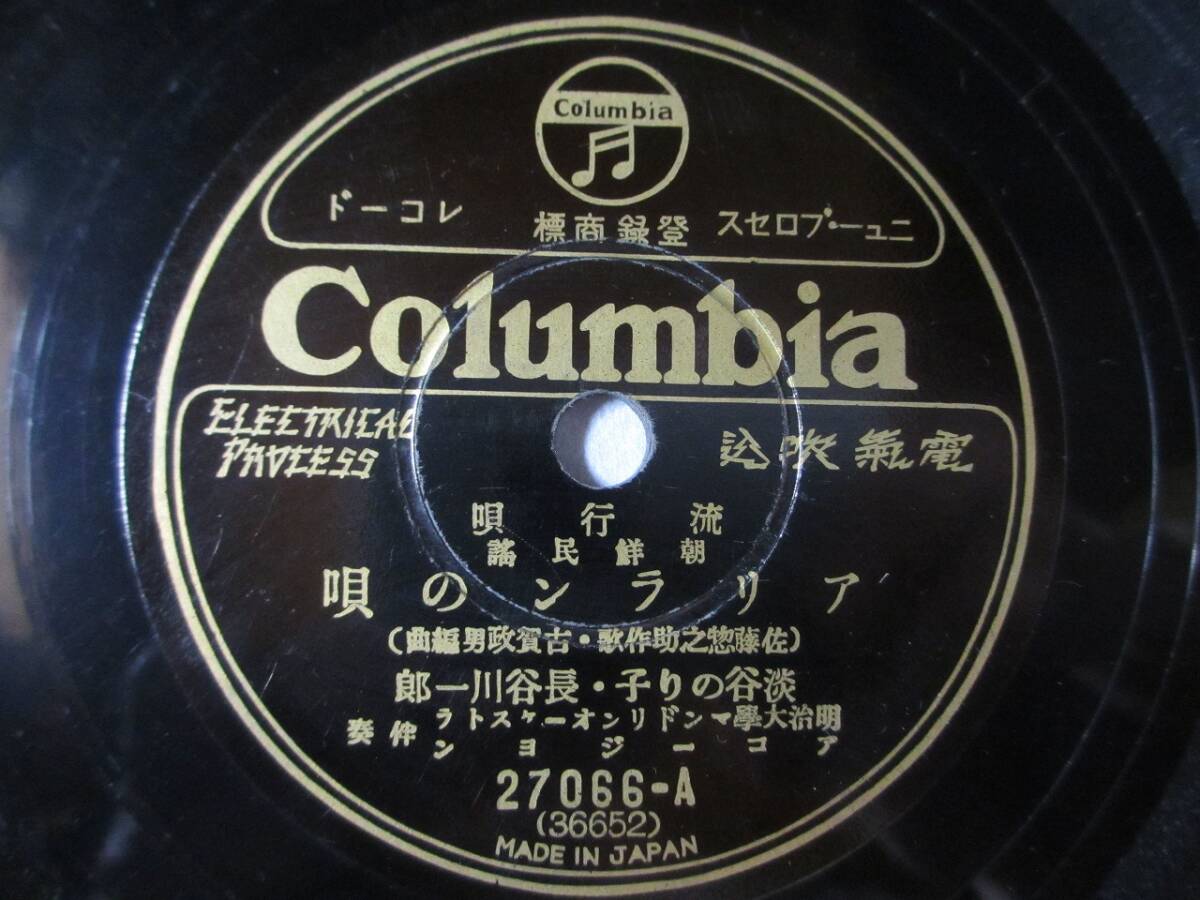 Columbia
ニュー・プロセス 登録商標 レコード
Columbia
ELECTRICAL
PROCESS
電氣吹込
流行唄
朝鮮民謠
アリランの唄
(佐藤惣之助作歌・古賀政男編曲)
淡谷のり子・長谷川一郎
明治大學マンドリンオーケストラ
アコージヨン
伴奏
27066-A
(36652)
MADE IN JAPAN